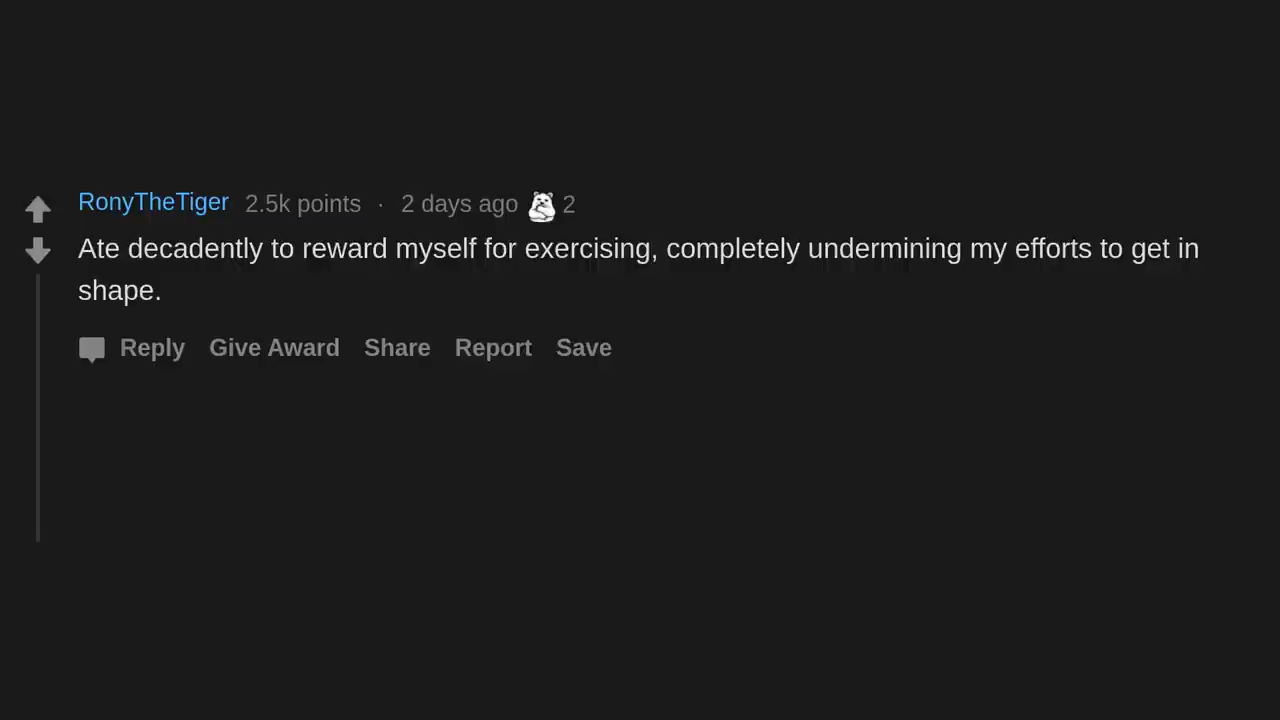 RonyTheTiger 2.5k points · 2 days ago 2
Ate decadently to reward myself for exercising, completely undermining my efforts to get in
shape.
Reply Give Award Share Report Save